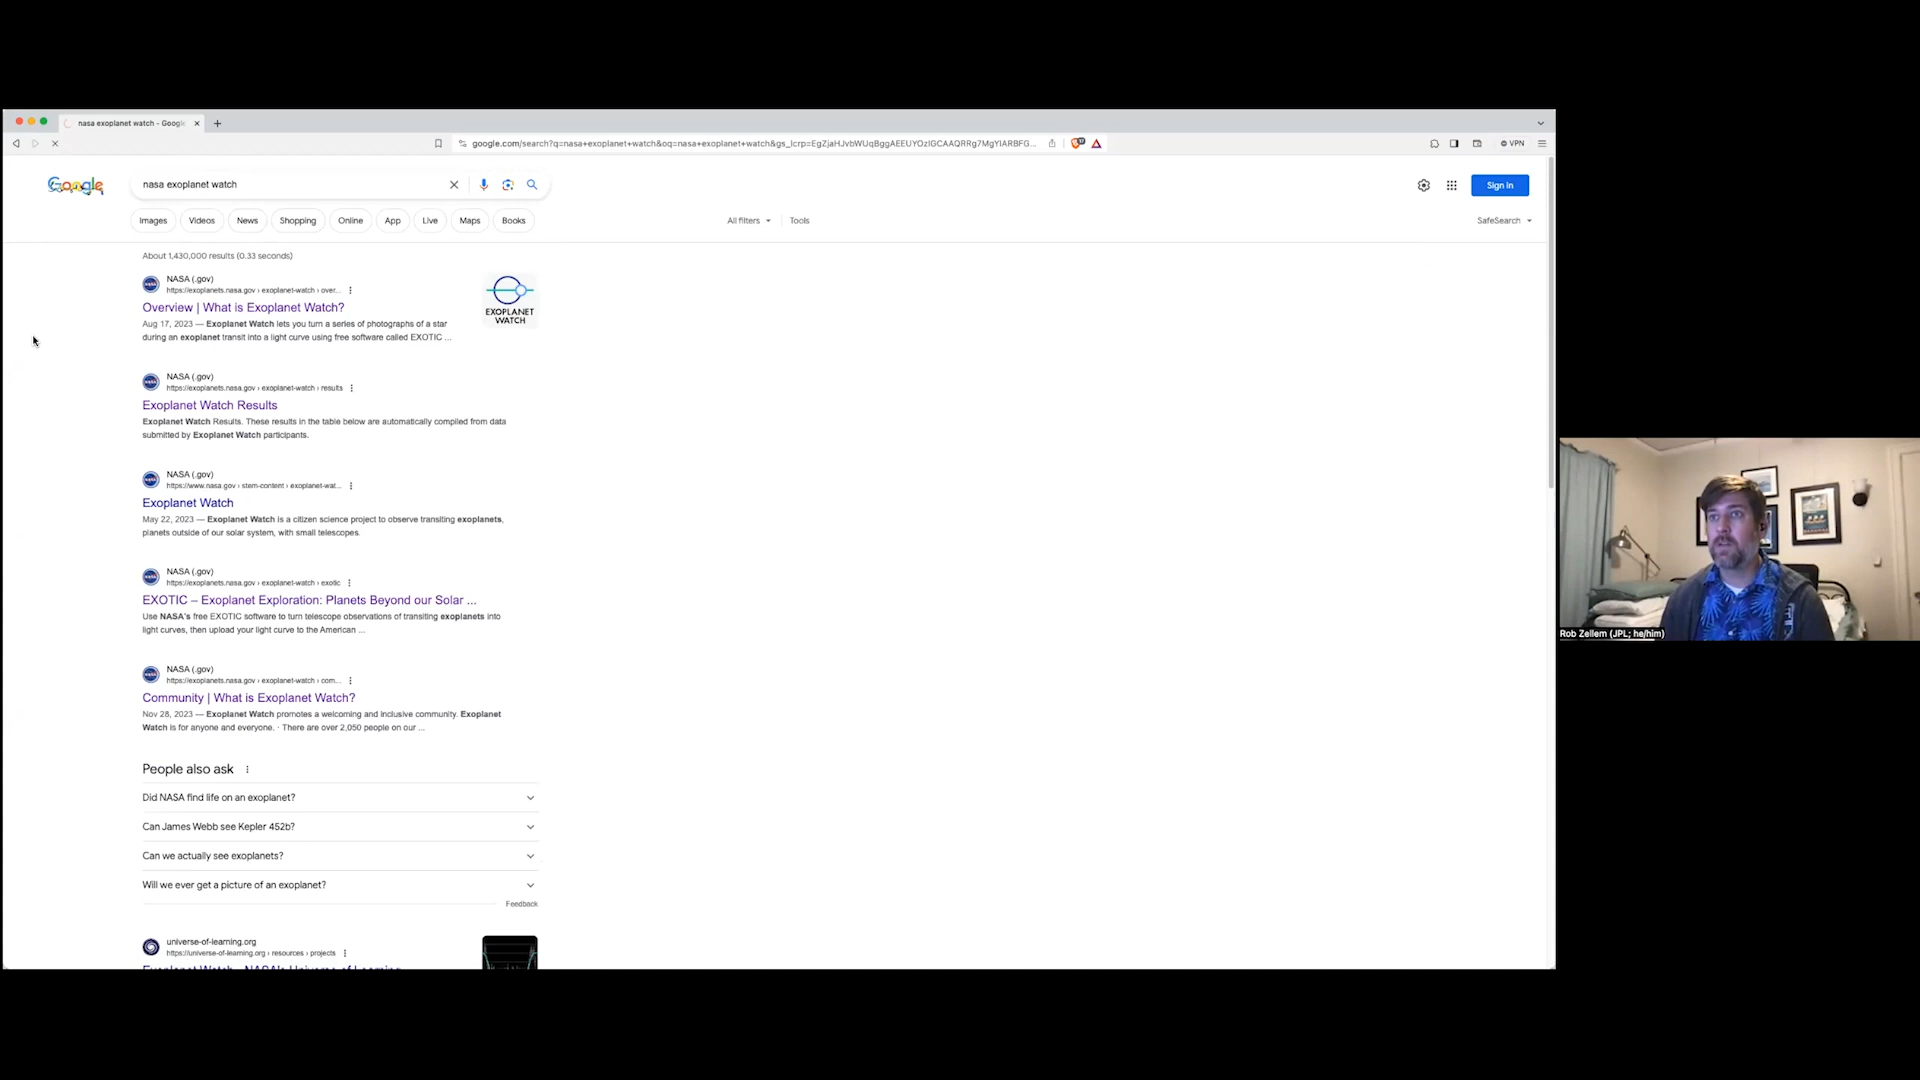 nasa exoplanet watch - Google
google.com/search?q=nasa+exoplanet+watch&oq=nasa+exoplanet+watch&gs_lcrp=EgZjaHJvbWUqBggAEEUYOzIGCAAQRRg7MgYIARBFG...
VPN
Google
nasa exoplanet watch
Sign in
Images
Videos
News
Shopping
Online
App
Live
Maps
Books
All filters
Tools
SafeSearch
About 1,430,000 results (0.33 seconds)
NASA (.gov)
https://exoplanets.nasa.gov › exoplanet-watch › over...
Overview | What is Exoplanet Watch?
Aug 17, 2023 — Exoplanet Watch lets you turn a series of photographs of a star
during an exoplanet transit into a light curve using free software called EXOTIC ...
EXOPLANET
WATCH
NASA (.gov)
https://exoplanets.nasa.gov › exoplanet-watch › results
Exoplanet Watch Results
Exoplanet Watch Results. These results in the table below are automatically compiled from data
submitted by Exoplanet Watch participants.
NASA (.gov)
https://www.nasa.gov › stem-content › exoplanet-wat...
Exoplanet Watch
May 22, 2023 — Exoplanet Watch is a citizen science project to observe transiting exoplanets,
planets outside of our solar system, with small telescopes.
NASA (.gov)
https://exoplanets.nasa.gov › exoplanet-watch › exotic
EXOTIC – Exoplanet Exploration: Planets Beyond our Solar ...
Use NASA's free EXOTIC software to turn telescope observations of transiting exoplanets into
light curves, then upload your light curve to the American ...
NASA (.gov)
https://exoplanets.nasa.gov › exoplanet-watch › com...
Community | What is Exoplanet Watch?
Nov 28, 2023 — Exoplanet Watch promotes a welcoming and inclusive community. Exoplanet
Watch is for anyone and everyone. · There are over 2,050 people on our ...
People also ask
Did NASA find life on an exoplanet?
Can James Webb see Kepler 452b?
Can we actually see exoplanets?
Will we ever get a picture of an exoplanet?
Feedback
universe-of-learning.org
https://universe-of-learning.org › resources › projects
Exoplanet Watch - NASA's Universe of Learning
Rob Zellem (JPL; he/him)